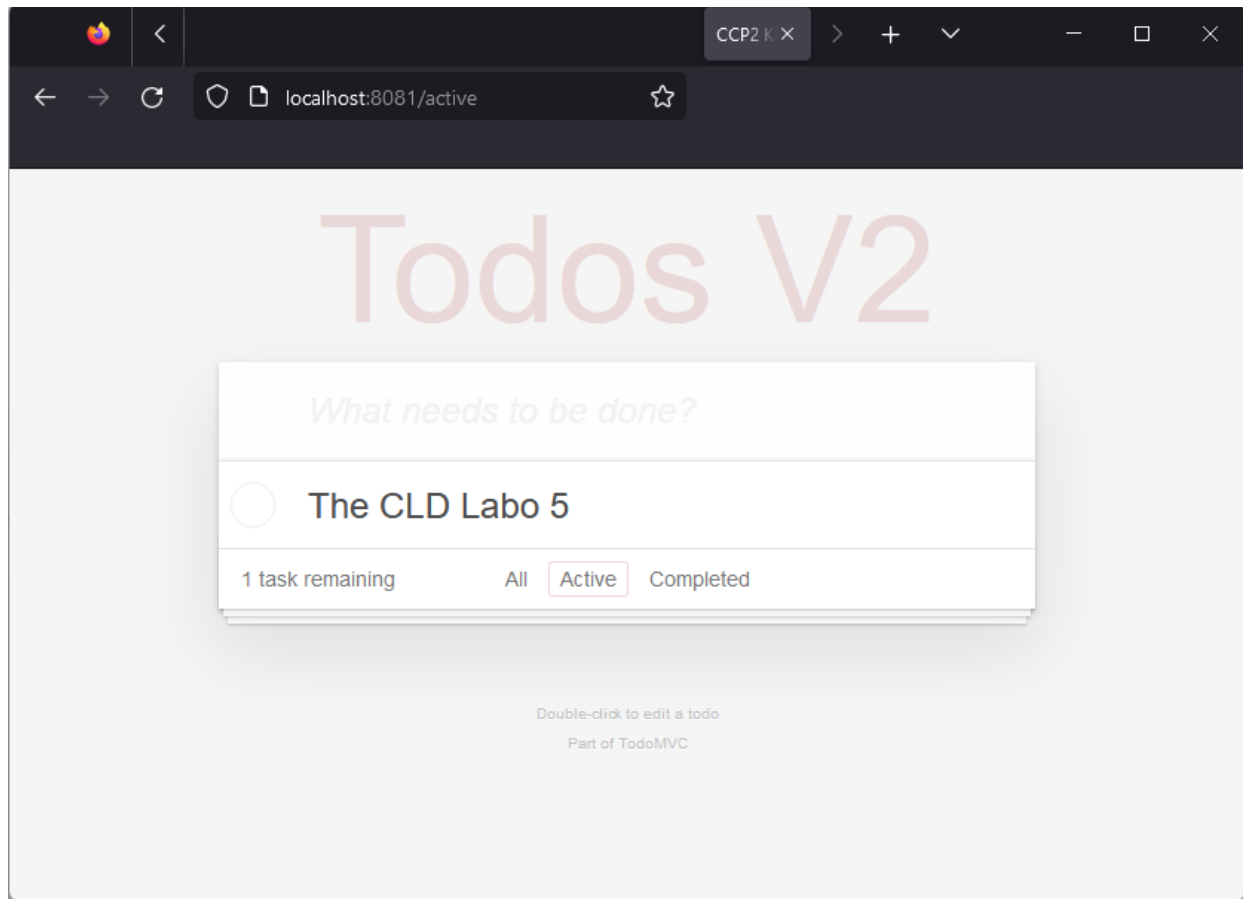 CCP2 K
localhost:8081/active
Todos V2
What needs to be done?
The CLD Labo 5
1 task remaining All Active Completed
Double-click to edit a todo
Part of TodoMVC